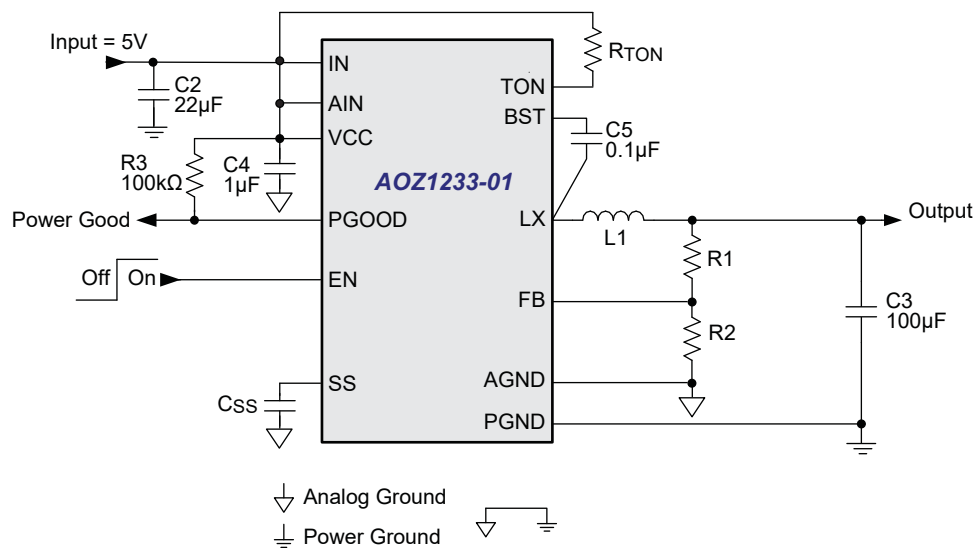 Input = 5V
C2
22µF
R3
100kΩ
C4
1µF
Power Good
Off
On
CSS
IN
AIN
VCC
PGOOD
EN
SS
AOZ1233-01
TON
BST
LX
FB
AGND
PGND
RTON
C5
0.1µF
L1
R1
R2
Output
C3
100µF
Analog Ground
Power Ground